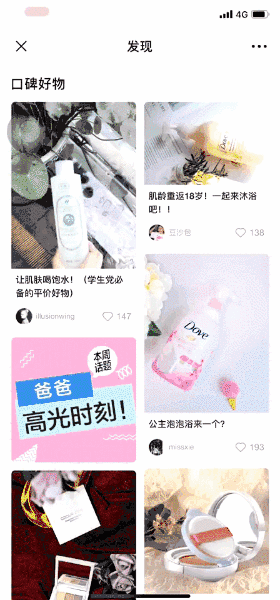 4G
发现
口碑好物
让肌肤喝饱水！（学生党必
备的平价好物）
illusionwing
147
本周
话题
爸爸
高光时刻！
肌龄重返18岁！一起来沐浴
吧！！
豆沙包
138
Dove
公主泡泡浴来一个？
missxie
193